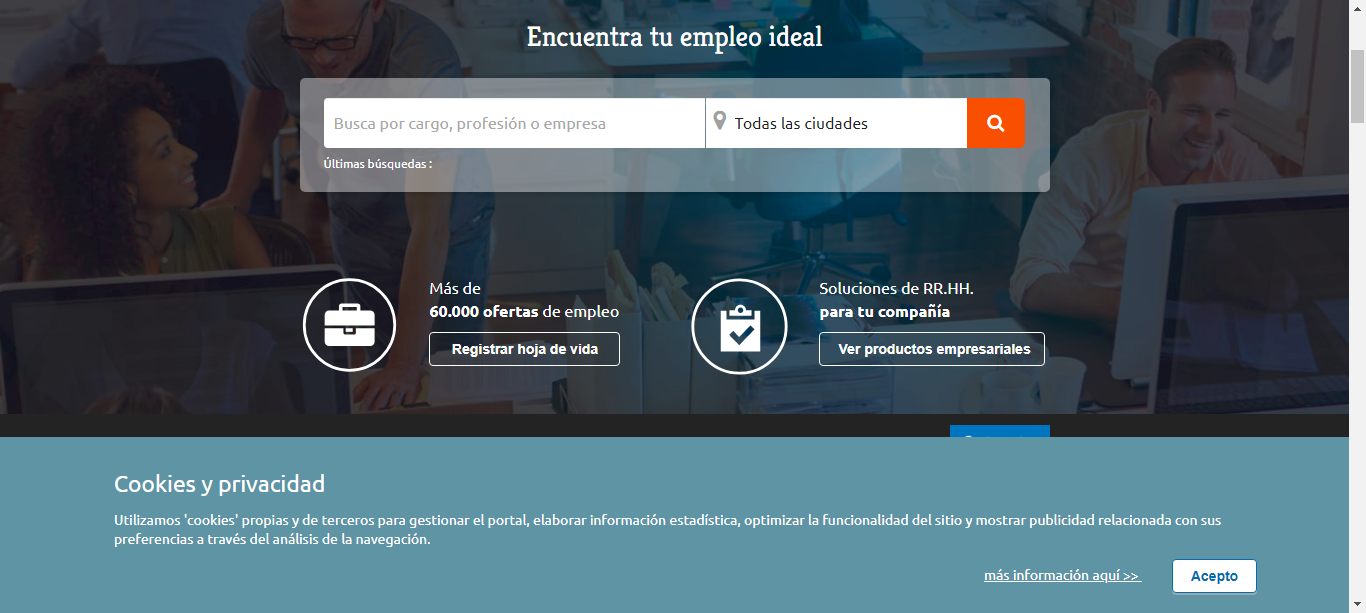 Encuentra tu empleo ideal
Busca por cargo, profesión o empresa
Todas las ciudades
Últimas búsquedas :
Más de
60.000 ofertas de empleo
Registrar hoja de vida
Soluciones de RR.HH.
para tu compañía
Ver productos empresariales
Cookies y privacidad
Utilizamos 'cookies' propias y de terceros para gestionar el portal, elaborar información estadística, optimizar la funcionalidad del sitio y mostrar publicidad relacionada con sus
preferencias a través del análisis de la navegación.
más información aquí >>
Acepto